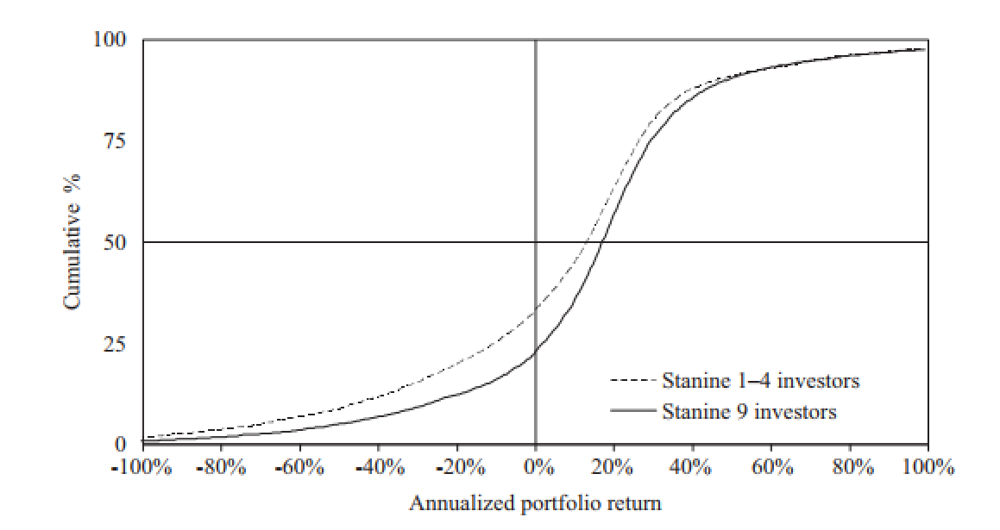 100
75
Cumulative %
50
25
Stanine 1–4 investors
Stanine 9 investors
0
-100% -80% -60% -40% -20% 0% 20% 40% 60% 80% 100%
Annualized portfolio return